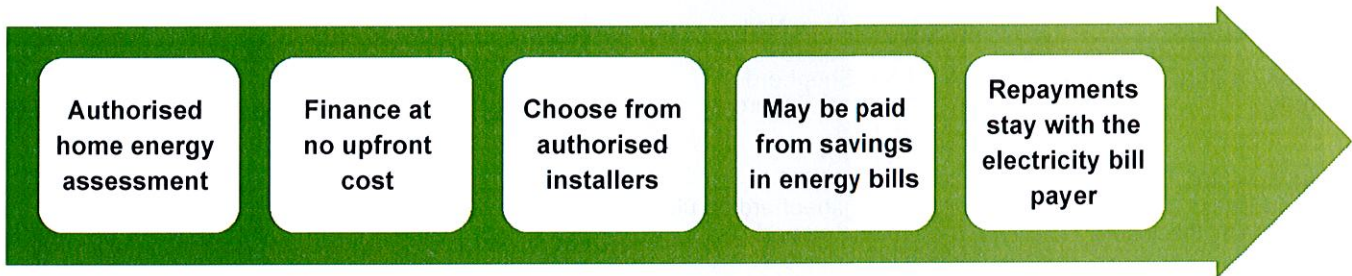 Authorised
home energy
assessment
Finance at
no upfront
cost
Choose from
authorised
installers
May be paid
from savings
in energy bills
Repayments
stay with the
electricity bill
payer